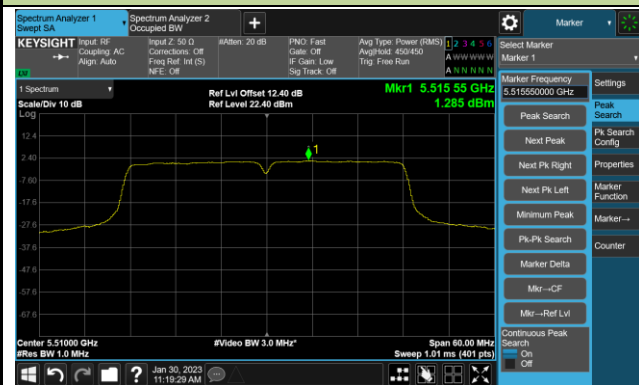 Spectrum Analyzer 1
Swept SA
Spectrum Analyzer 2
Occupied BW
Marker
KEYSIGHT
Input: RF
Coupling: AC
Align: Auto
Input Z: 50 Ω
Corrections: Off
Freq Ref: Int (S)
NFE: Off
#Atten: 20 dB
PNO: Fast
Gate: Off
IF Gain: Low
Sig Track: Off
Avg Type: Power (RMS)
Avg|Hold: 450/450
Trig: Free Run
1 2 3 4 5 6
A W W W W W
A N N N N N
Select Marker
Marker 1
LXI
1 Spectrum
Scale/Div 10 dB
Log
Ref Lvl Offset 12.40 dB
Ref Level 22.40 dBm
Mkr1 5.515 55 GHz
1.285 dBm
12.4
2.40
-7.60
-17.6
-27.6
-37.6
-47.6
-57.6
-67.6
1
Center 5.51000 GHz
#Res BW 1.0 MHz
#Video BW 3.0 MHz*
Span 60.00 MHz
Sweep 1.01 ms (401 pts)
Marker Frequency
5.515550000 GHz
Peak Search
Next Peak
Next Pk Right
Next Pk Left
Minimum Peak
Pk-Pk Search
Marker Delta
Mkr→CF
Mkr→Ref Lvl
Continuous Peak
Search
On
Off
Settings
Peak
Search
Pk Search
Config
Properties
Marker
Function
Marker→
Counter
?
Jan 30, 2023
11:19:29 AM